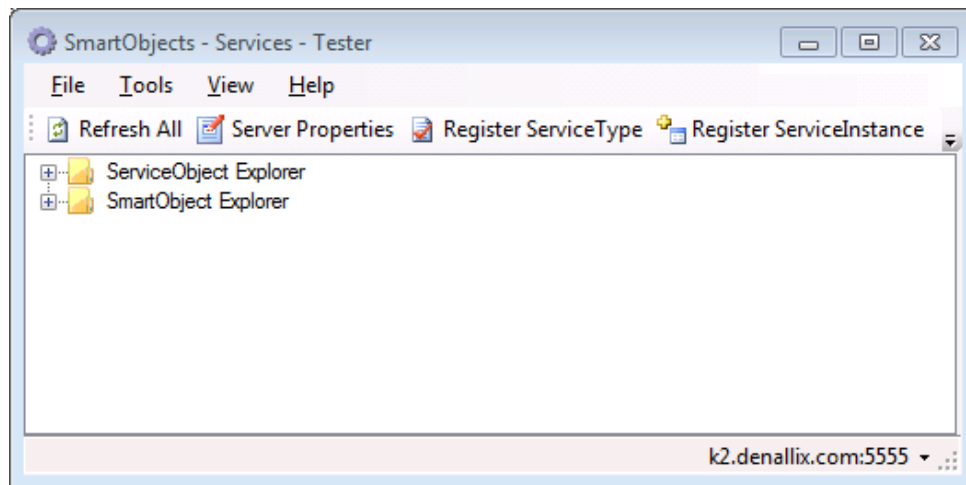 SmartObjects - Services - Tester
File Tools View Help
Refresh All Server Properties Register ServiceType Register ServiceInstance
ServiceObject Explorer
SmartObject Explorer
k2.denallix.com:5555